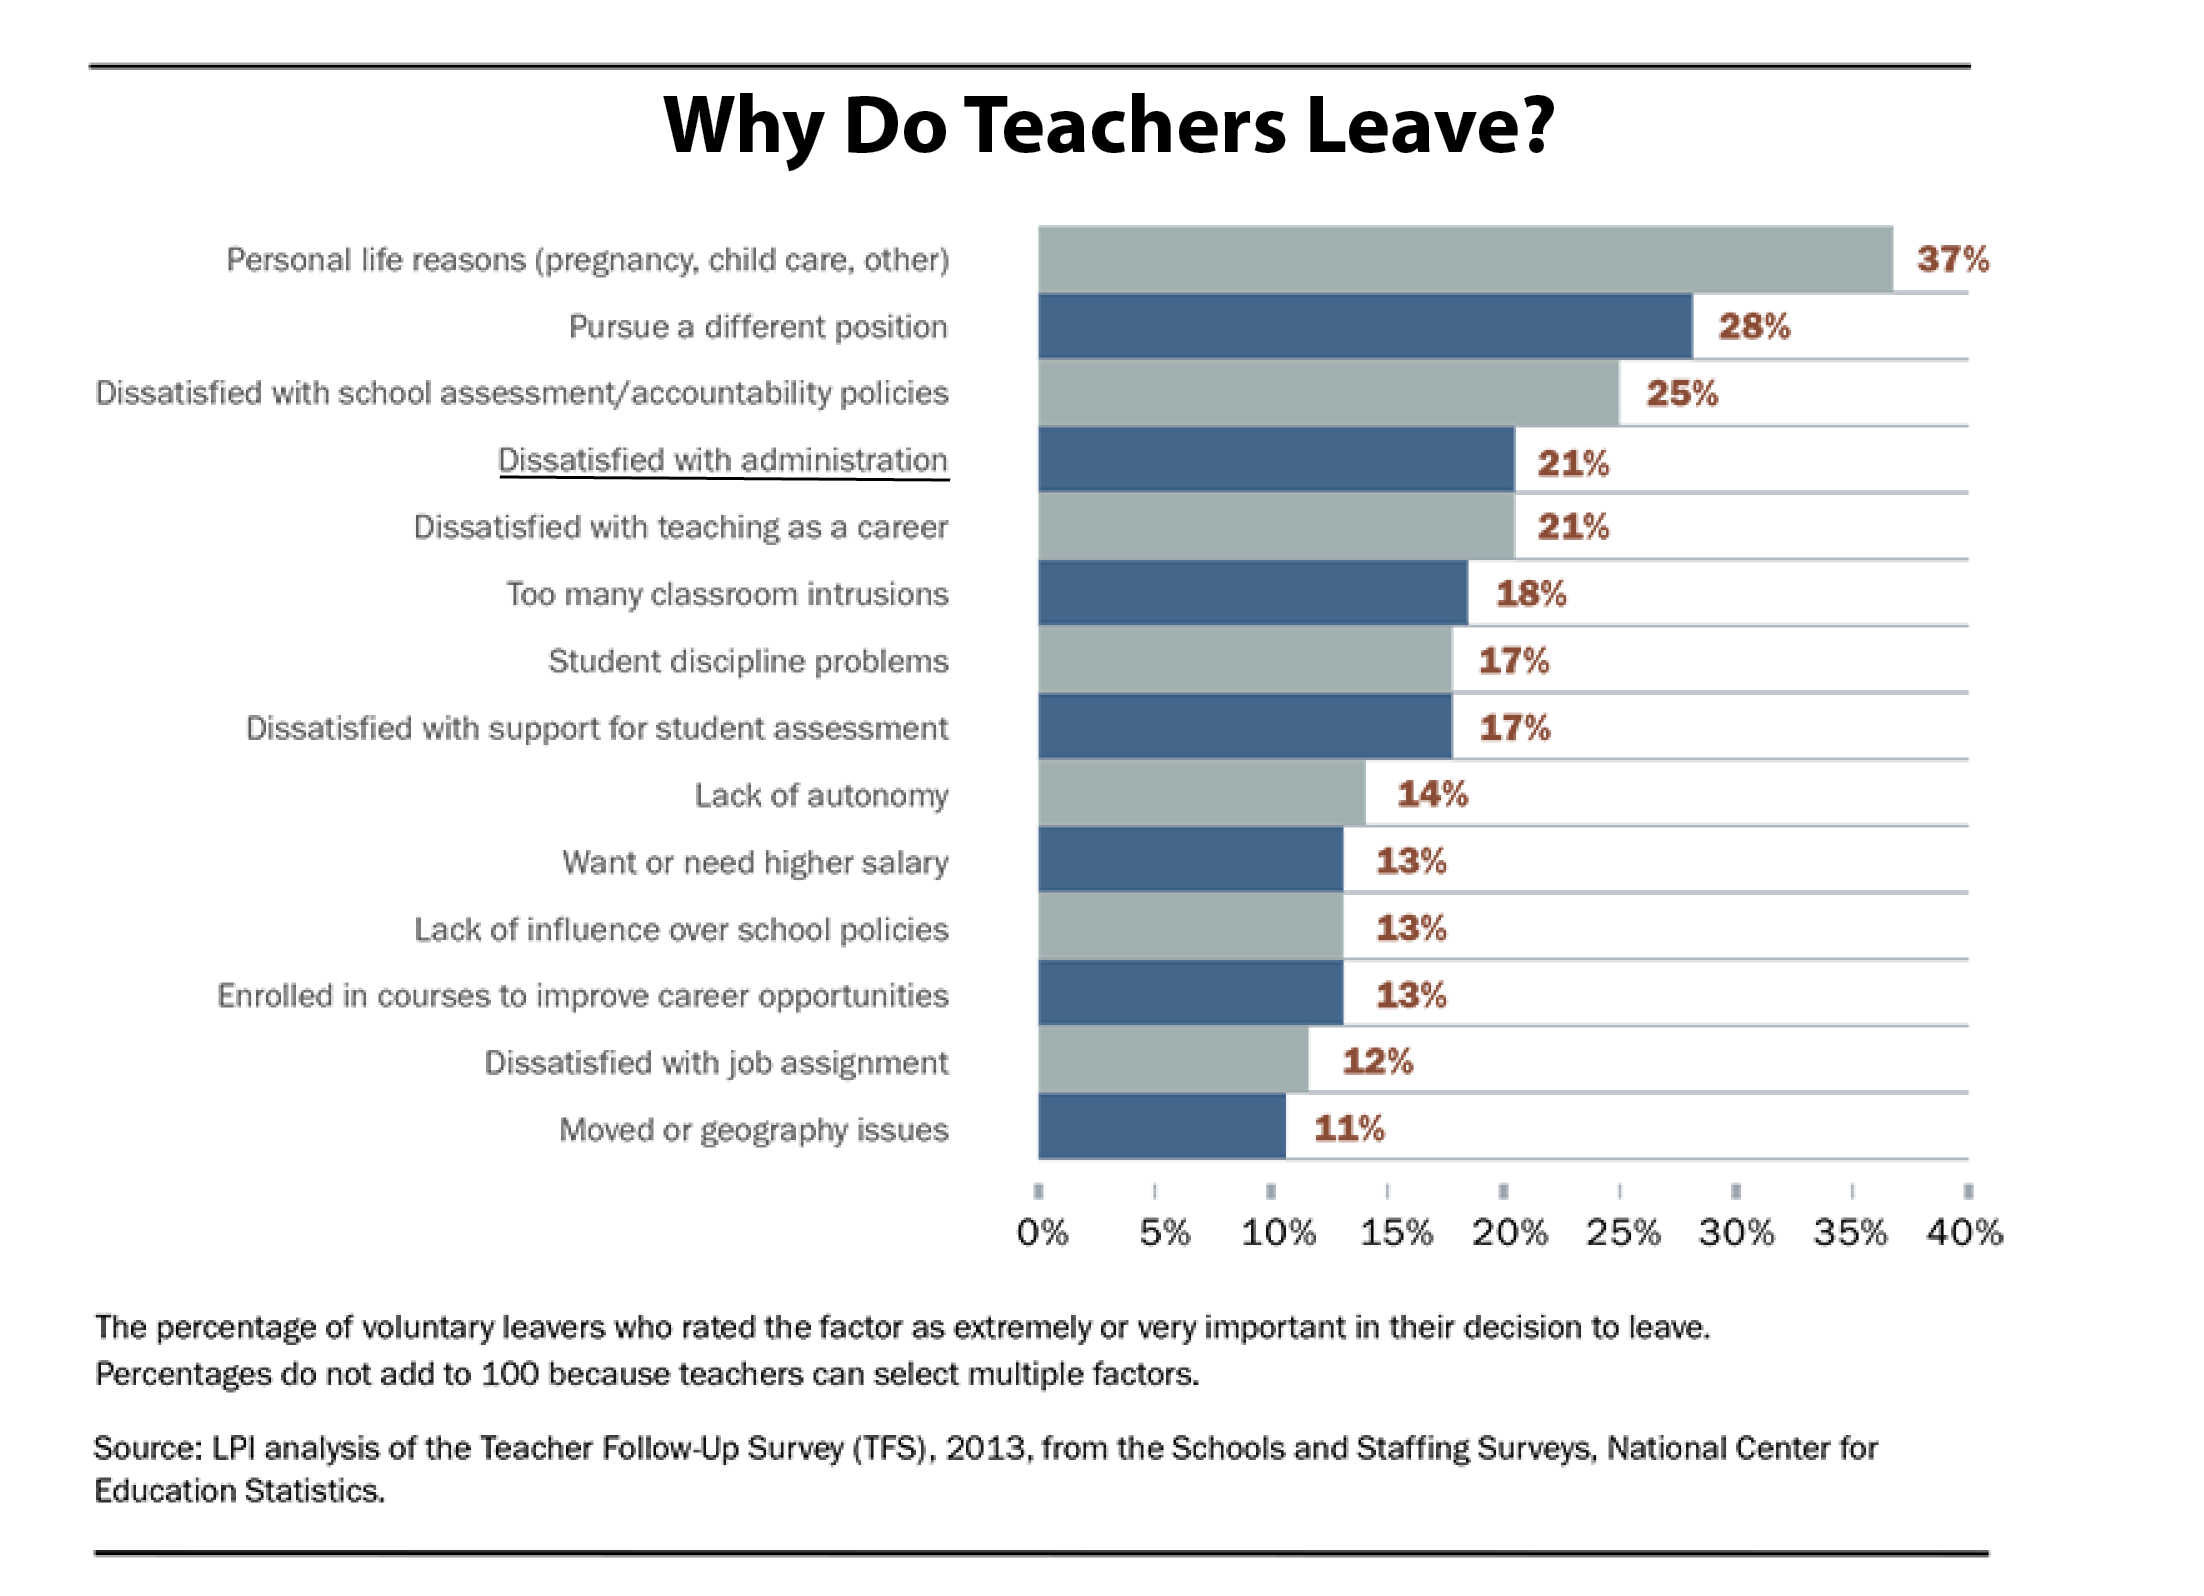 Why Do Teachers Leave?
Personal life reasons (pregnancy, child care, other) 37%
Pursue a different position 28%
Dissatisfied with school assessment/accountability policies 25%
Dissatisfied with administration 21%
Dissatisfied with teaching as a career 21%
Too many classroom intrusions 18%
Student discipline problems 17%
Dissatisfied with support for student assessment 17%
Lack of autonomy 14%
Want or need higher salary 13%
Lack of influence over school policies 13%
Enrolled in courses to improve career opportunities 13%
Dissatisfied with job assignment 12%
Moved or geography issues 11%
0% 5% 10% 15% 20% 25% 30% 35% 40%
The percentage of voluntary leavers who rated the factor as extremely or very important in their decision to leave.
Percentages do not add to 100 because teachers can select multiple factors.
Source: LPI analysis of the Teacher Follow-Up Survey (TFS), 2013, from the Schools and Staffing Surveys, National Center for
Education Statistics.